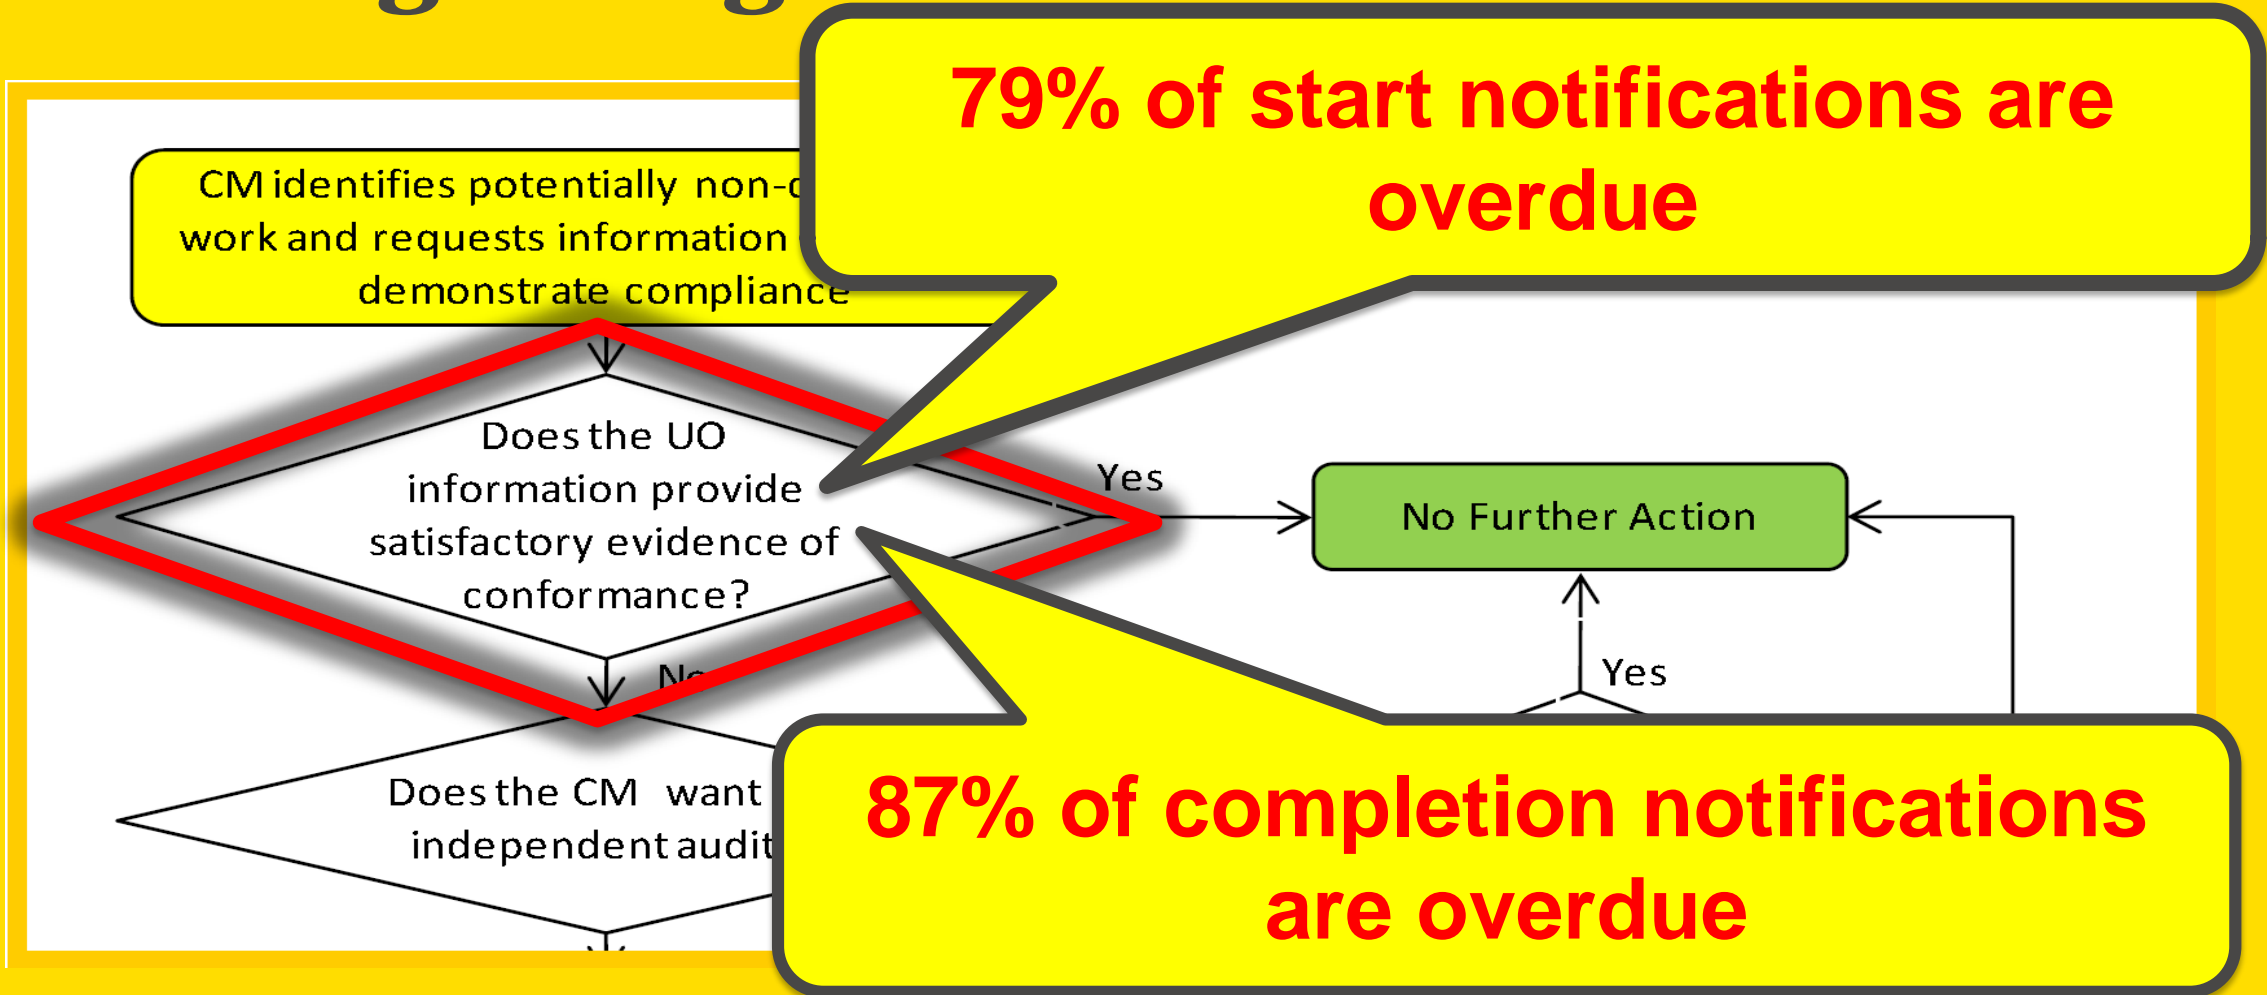 79% of start notifications are
overdue
CM identifies potentially
work and requests information
demonstrate compliance
Does the UO
information provide
satisfactory evidence of
conformance?
Yes
No Further Action
Yes
Does the CM want
independent audit
87% of completion notifications
are overdue